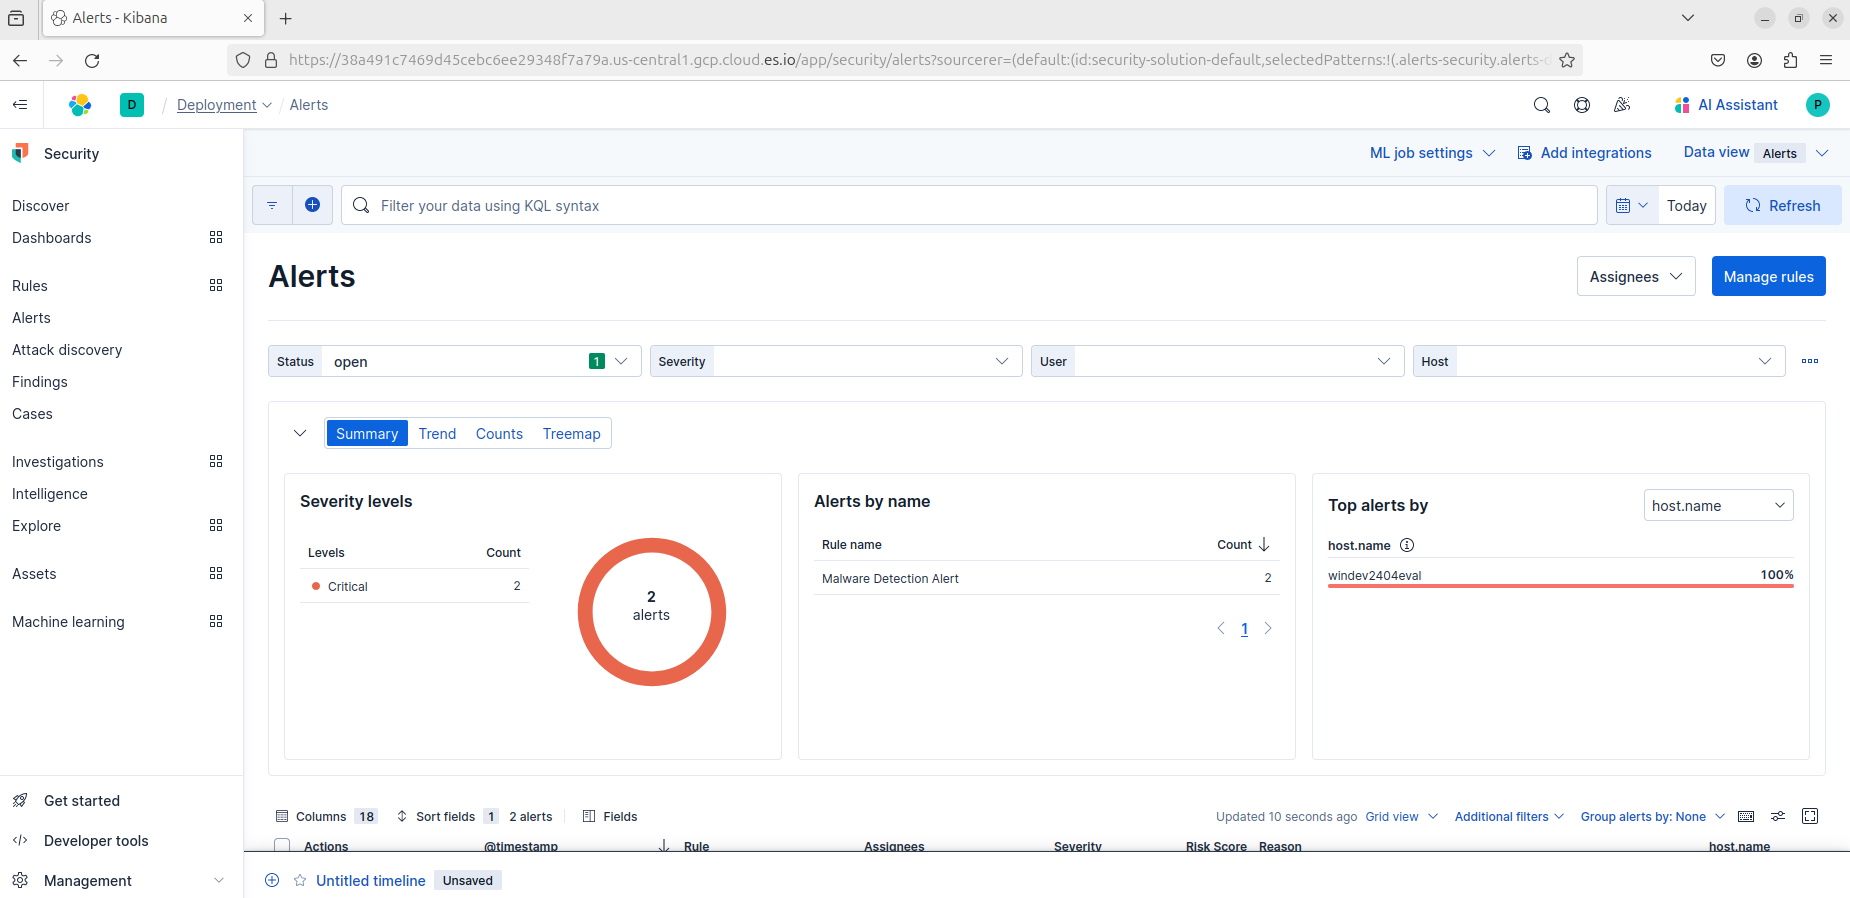 Alerts - Kibana
https://38a491c7469d45cebc6ee29348f7a79a.us-central1.gcp.cloud.es.io/app/security/alerts?sourcerer=(default:(id:security-solution-default,selectedPatterns:!(.alerts-security.alerts-d
D / Deployment / Alerts
AI Assistant P
Security
ML job settings Add integrations Data view Alerts
Discover
Dashboards
Rules
Alerts
Attack discovery
Findings
Cases
Investigations
Intelligence
Explore
Assets
Machine learning
Get started
Developer tools
Management
Filter your data using KQL syntax Today Refresh
Alerts Assignees Manage rules
Status open 1 Severity User Host
Summary Trend Counts Treemap
Severity levels
Levels Count
Critical 2
2
alerts
Alerts by name
Rule name Count
Malware Detection Alert 2
1
Top alerts by host.name
host.name
windev2404eval 100%
Columns 18 Sort fields 1 2 alerts Fields Updated 10 seconds ago Grid view Additional filters Group alerts by: None
Actions @timestamp Rule Assignees Severity Risk Score Reason host.name
Untitled timeline Unsaved